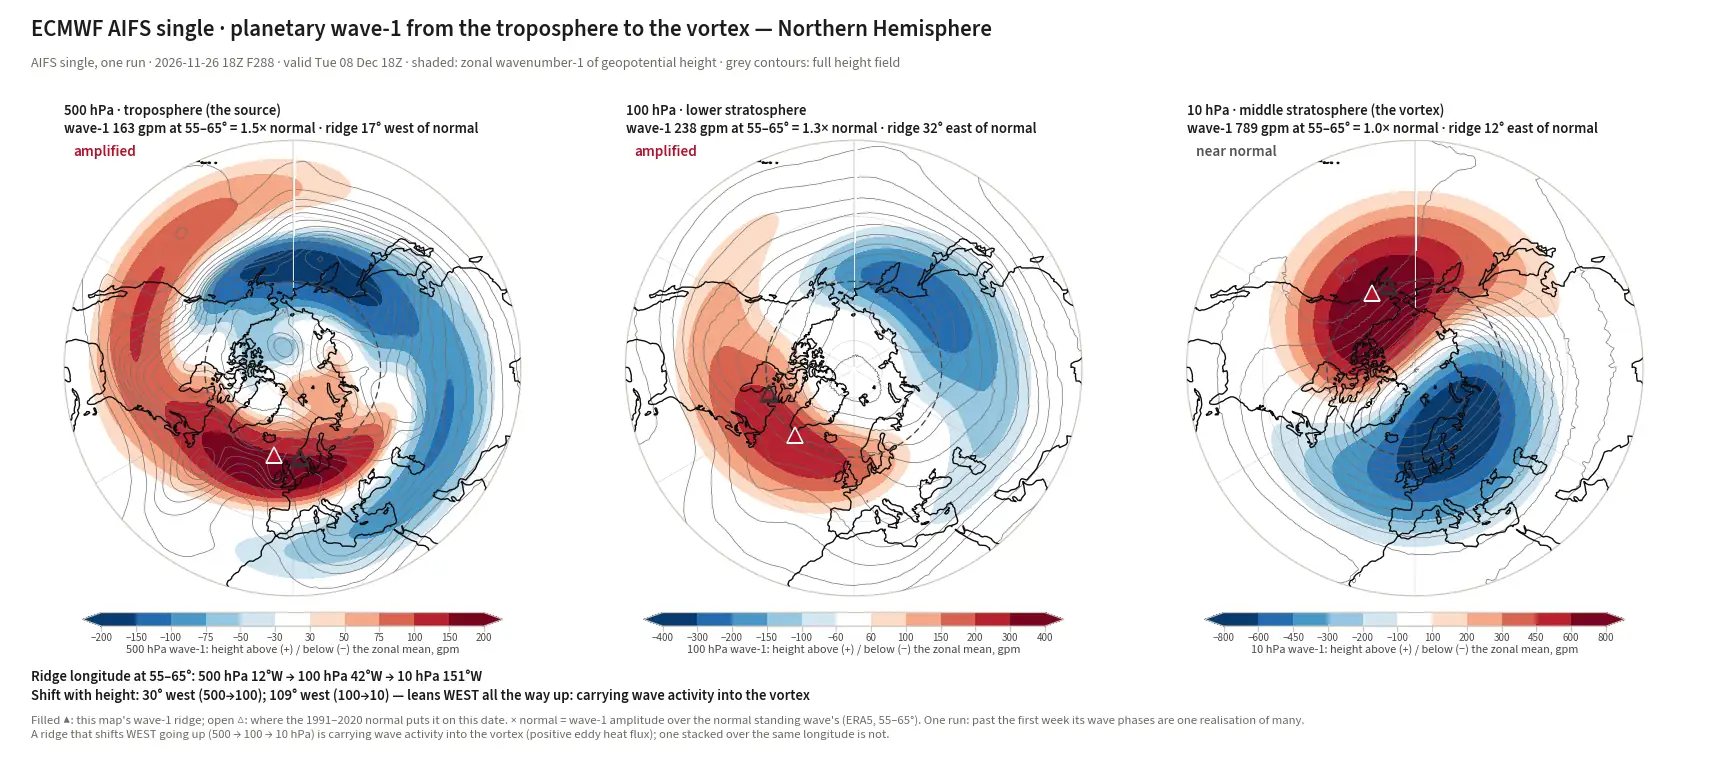 ECMWF AIFS single · planetary wave-1 from the troposphere to the vortex — Northern Hemisphere
AIFS single, one run · 2026-11-26 18Z F288 · valid Tue 08 Dec 18Z · shaded: zonal wavenumber-1 of geopotential height · grey contours: full height field
500 hPa · troposphere (the source)
wave-1 163 gpm at 55–65° = 1.5× normal · ridge 17° west of normal
amplified
100 hPa · lower stratosphere
wave-1 238 gpm at 55–65° = 1.3× normal · ridge 32° east of normal
amplified
10 hPa · middle stratosphere (the vortex)
wave-1 789 gpm at 55–65° = 1.0× normal · ridge 12° east of normal
near normal
−200 −150 −100 −75 −50 −30 30 50 75 100 150 200
500 hPa wave-1: height above (+) / below (−) the zonal mean, gpm
−400 −300 −200 −150 −100 −60 60 100 150 200 300 400
100 hPa wave-1: height above (+) / below (−) the zonal mean, gpm
−800 −600 −450 −300 −200 −100 100 200 300 450 600 800
10 hPa wave-1: height above (+) / below (−) the zonal mean, gpm
Ridge longitude at 55–65°: 500 hPa 12°W → 100 hPa 42°W → 10 hPa 151°W
Shift with height: 30° west (500→100); 109° west (100→10) — leans WEST all the way up: carrying wave activity into the vortex
Filled ▲: this map's wave-1 ridge; open △: where the 1991–2020 normal puts it on this date. × normal = wave-1 amplitude over the normal standing wave's (ERA5, 55–65°). One run: past the first week its wave phases are one realisation of many.
A ridge that shifts WEST going up (500 → 100 → 10 hPa) is carrying wave activity into the vortex (positive eddy heat flux); one stacked over the same longitude is not.